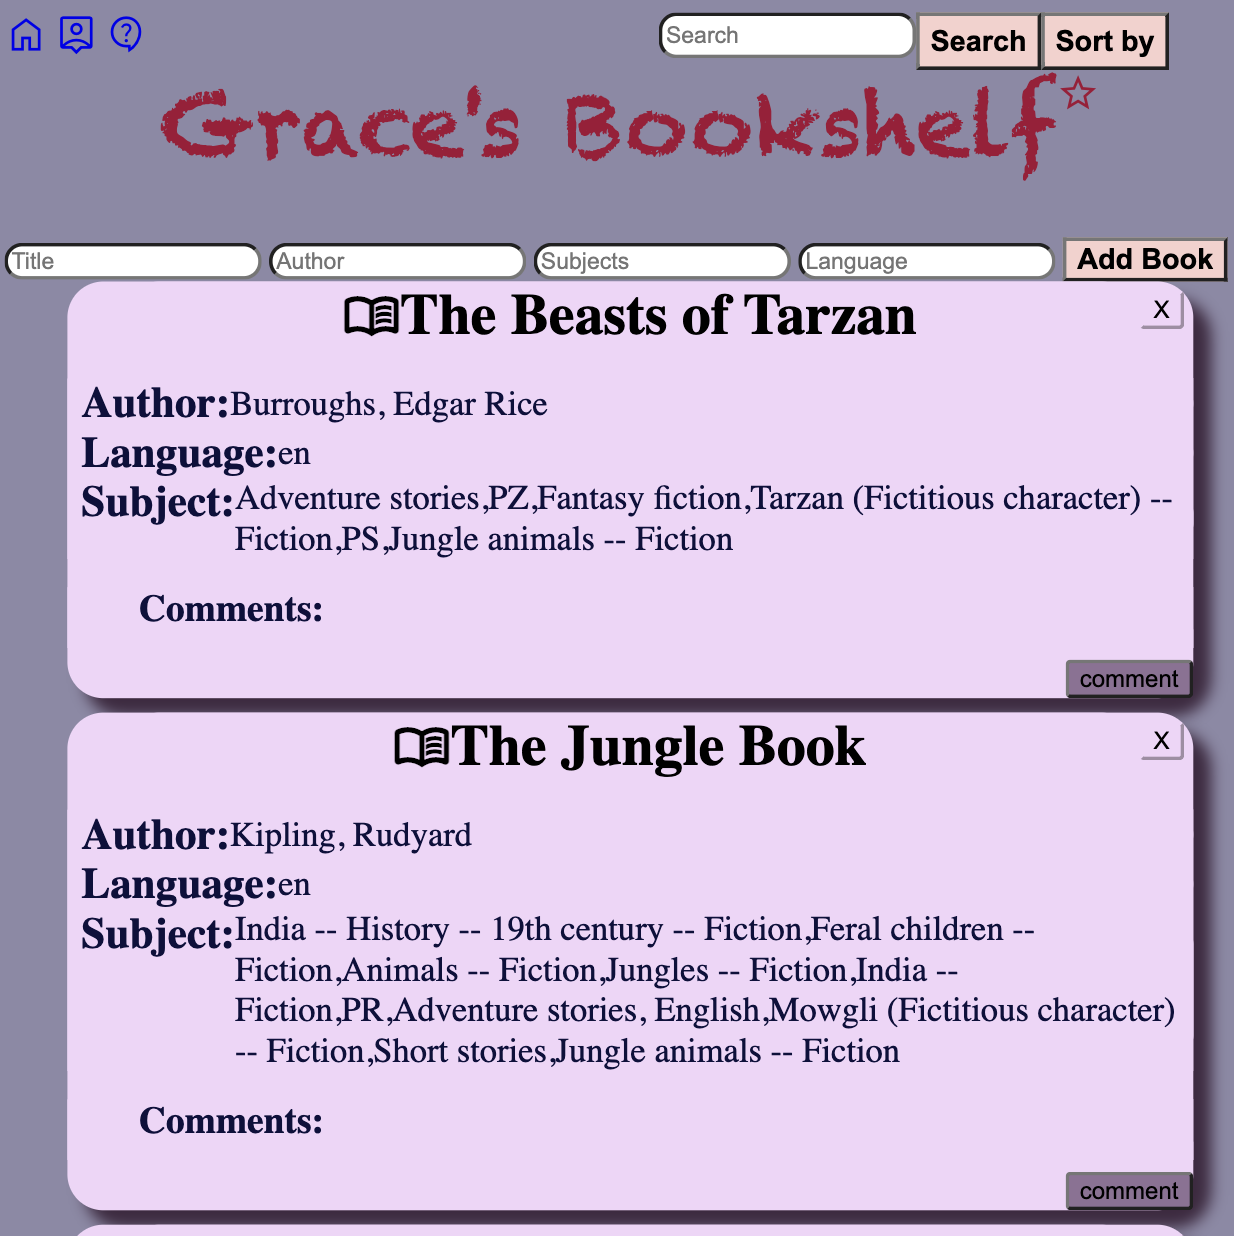 Search Search Sort by
Grace's Bookshelf
Title Author Subjects Language Add Book
The Beasts of Tarzan X
Author:Burroughs, Edgar Rice
Language:en
Subject:Adventure stories,PZ,Fantasy fiction,Tarzan (Fictitious character) --
Fiction,PS,Jungle animals -- Fiction
Comments:
comment
The Jungle Book X
Author:Kipling, Rudyard
Language:en
Subject:India -- History -- 19th century -- Fiction,Feral children --
Fiction,Animals -- Fiction,Jungles -- Fiction,India --
Fiction,PR,Adventure stories, English,Mowgli (Fictitious character)
-- Fiction,Short stories,Jungle animals -- Fiction
Comments:
comment